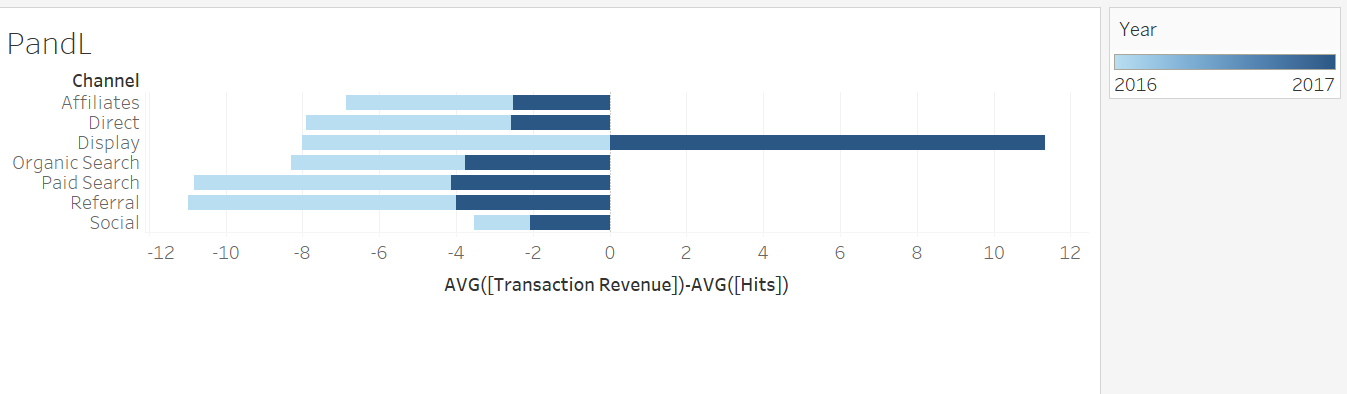 PandL
Channel
Affiliates
Direct
Display
Organic Search
Paid Search
Referral
Social
-12 -10 -8 -6 -4 -2 0 2 4 6 8 10 12
AVG([Transaction Revenue])-AVG([Hits])
Year
2016 2017